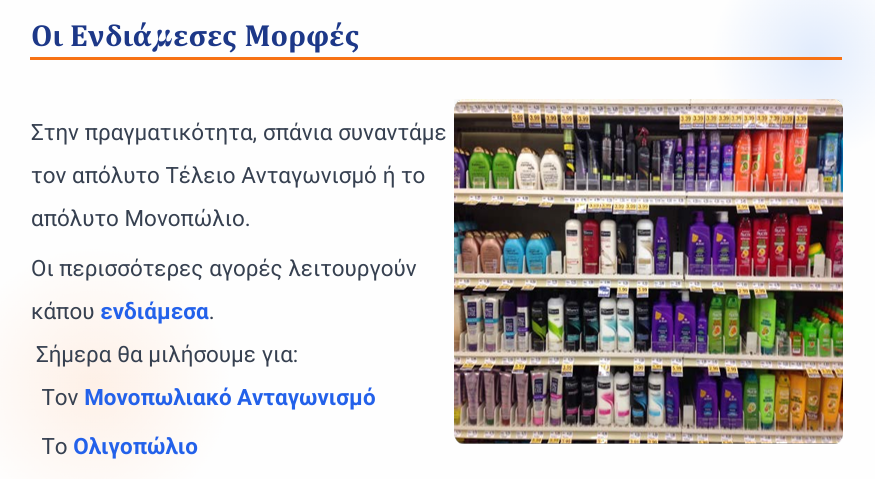 Οι Ενδιάμεσες Μορφές
Στην πραγματικότητα, σπάνια συναντάμε
τον απόλυτο Τέλειο Ανταγωνισμό ή το
απόλυτο Μονοπώλιο.
Οι περισσότερες αγορές λειτουργούν
κάπου ενδιάμεσα.
Σήμερα θα μιλήσουμε για:
Τον Μονοπωλιακό Ανταγωνισμό
Το Ολιγοπώλιο